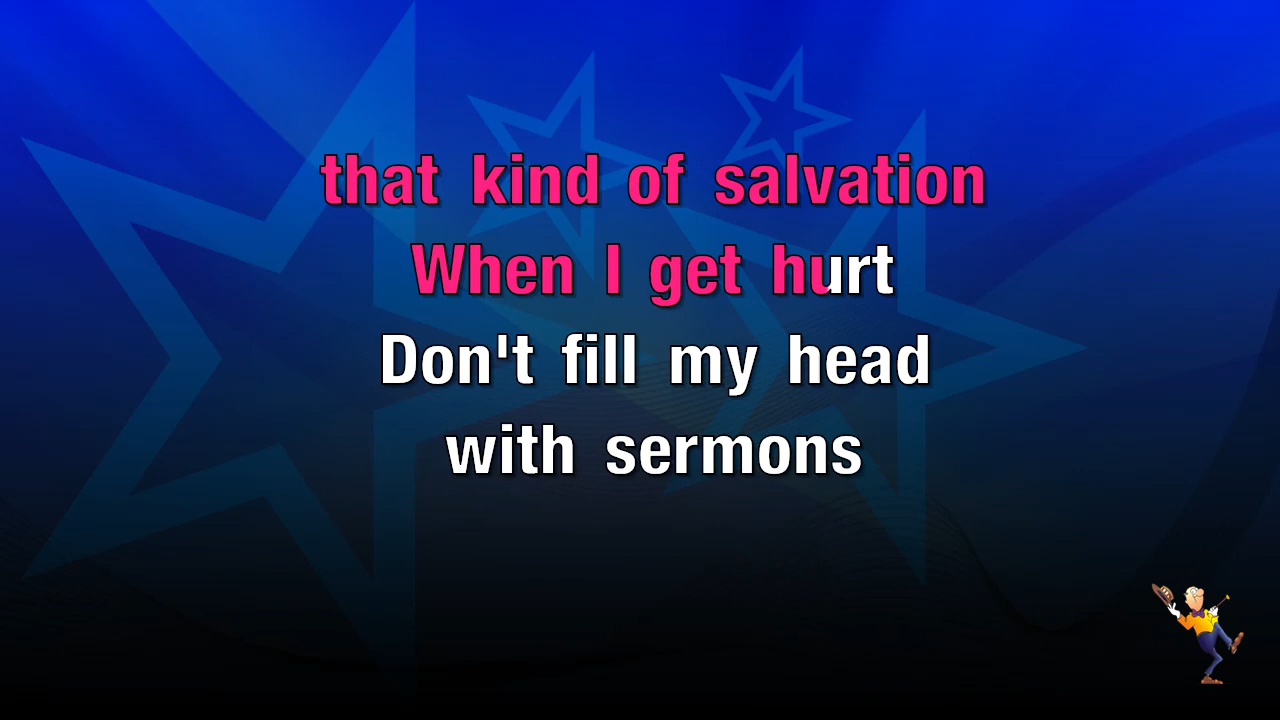 that kind of salvation
When I get hurt
Don't fill my head
with sermons